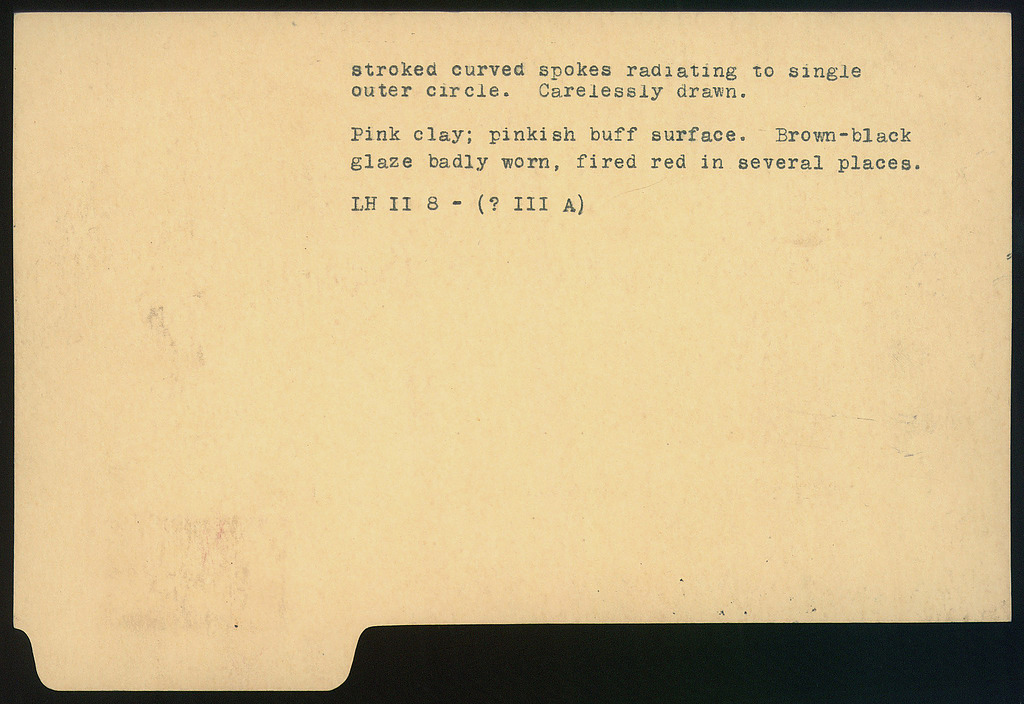 stroked curved spokes radiating to single
outer circle. Carelessly drawn.
Pink clay; pinkish buff surface. Brown-black
glaze badly worn, fired red in several places.
LH II 8 - (? III A)